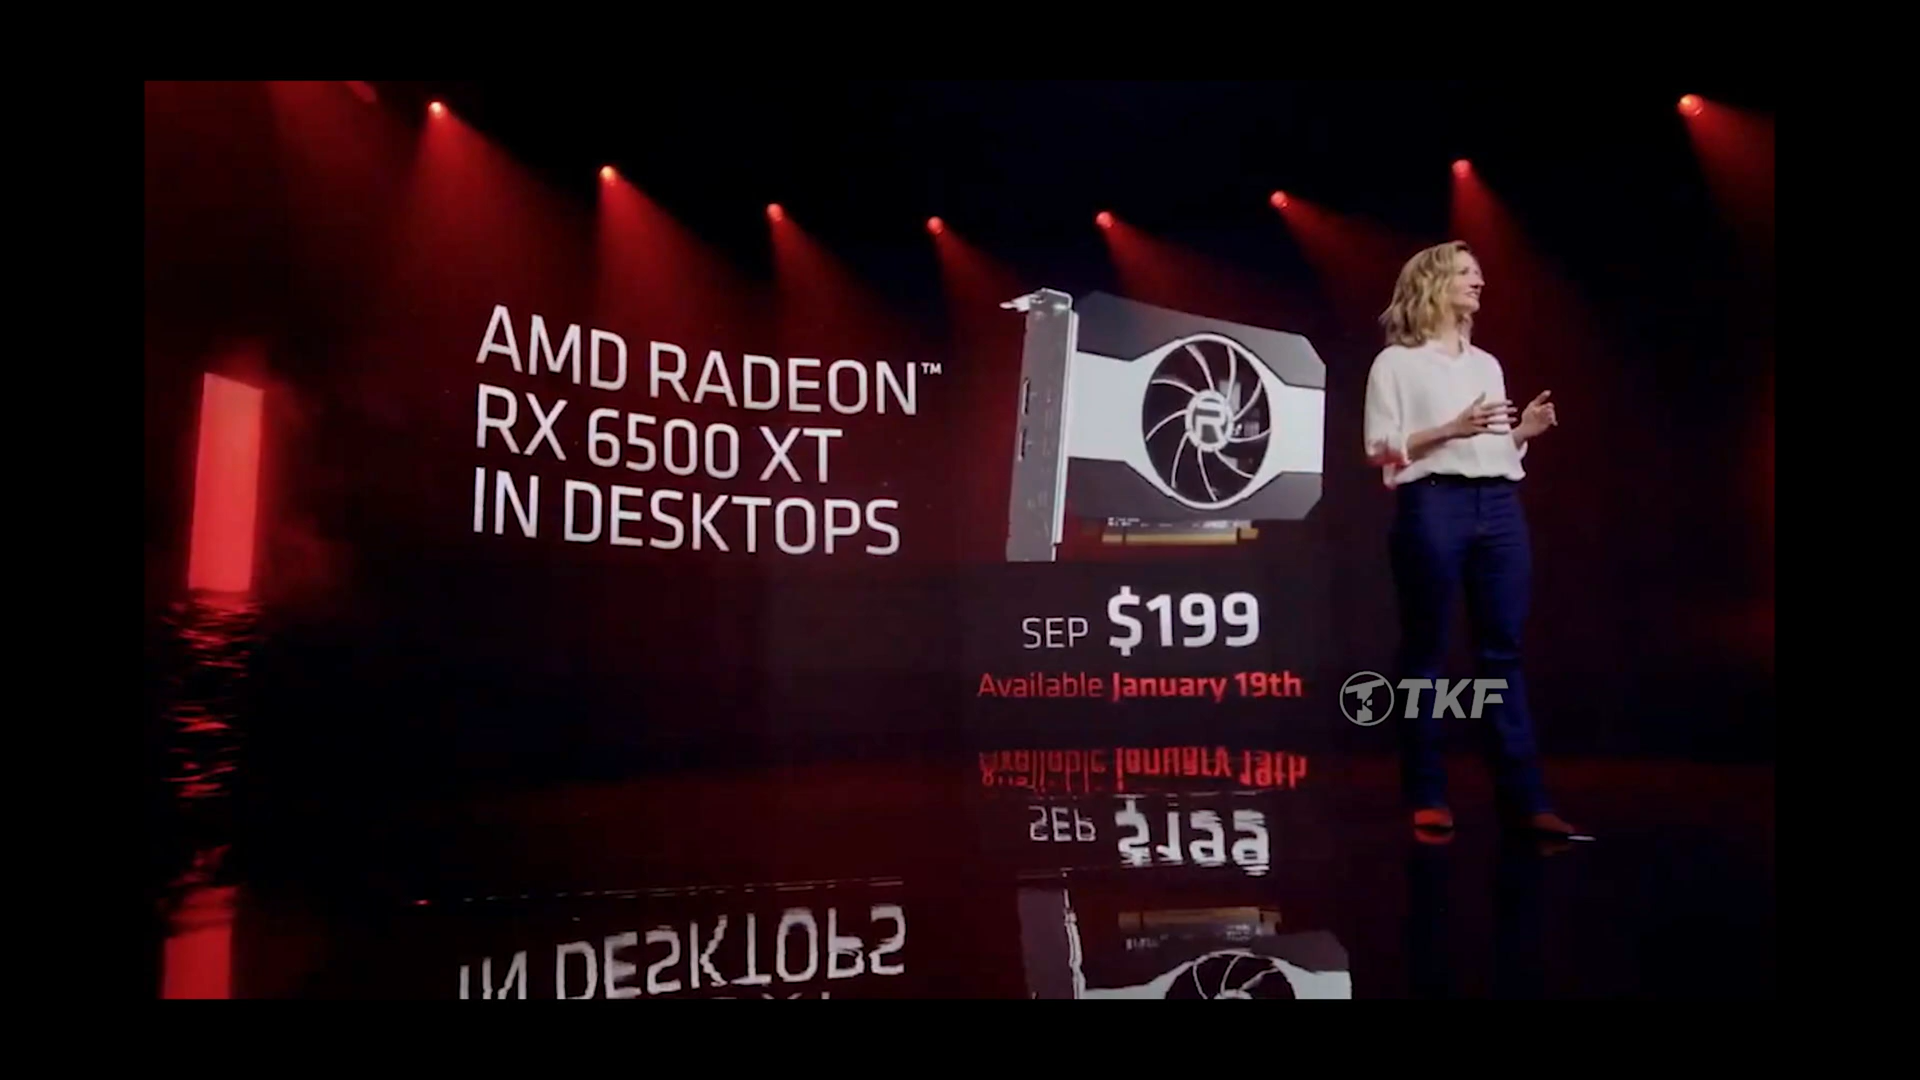 AMD RADEON™
RX 6500 XT
IN DESKTOPS
R
SEP $199
Available January 19th
TKF